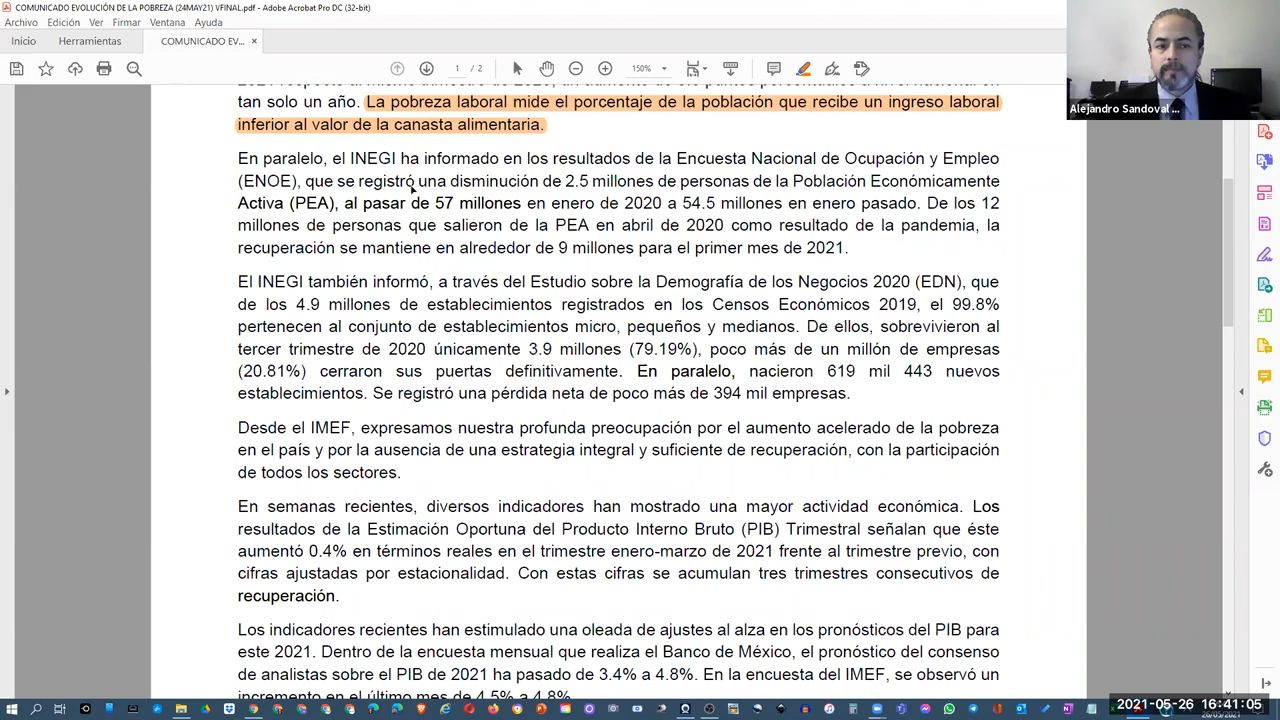 COMUNICADO EVOLUCIÓN DE LA POBREZA (24MAY21) VFINAL.pdf - Adobe Acrobat Pro DC (32-bit)
Archivo Edición Ver Firmar Ventana Ayuda
Inicio Herramientas COMUNICADO EV... ×
1 / 2 150%
tan solo un año. La pobreza laboral mide el porcentaje de la población que recibe un ingreso laboral
inferior al valor de la canasta alimentaria.
En paralelo, el INEGI ha informado en los resultados de la Encuesta Nacional de Ocupación y Empleo
(ENOE), que se registró una disminución de 2.5 millones de personas de la Población Económicamente
Activa (PEA), al pasar de 57 millones en enero de 2020 a 54.5 millones en enero pasado. De los 12
millones de personas que salieron de la PEA en abril de 2020 como resultado de la pandemia, la
recuperación se mantiene en alrededor de 9 millones para el primer mes de 2021.
El INEGI también informó, a través del Estudio sobre la Demografía de los Negocios 2020 (EDN), que
de los 4.9 millones de establecimientos registrados en los Censos Económicos 2019, el 99.8%
pertenecen al conjunto de establecimientos micro, pequeños y medianos. De ellos, sobrevivieron al
tercer trimestre de 2020 únicamente 3.9 millones (79.19%), poco más de un millón de empresas
(20.81%) cerraron sus puertas definitivamente. En paralelo, nacieron 619 mil 443 nuevos
establecimientos. Se registró una pérdida neta de poco más de 394 mil empresas.
Desde el IMEF, expresamos nuestra profunda preocupación por el aumento acelerado de la pobreza
en el país y por la ausencia de una estrategia integral y suficiente de recuperación, con la participación
de todos los sectores.
En semanas recientes, diversos indicadores han mostrado una mayor actividad económica. Los
resultados de la Estimación Oportuna del Producto Interno Bruto (PIB) Trimestral señalan que éste
aumentó 0.4% en términos reales en el trimestre enero-marzo de 2021 frente al trimestre previo, con
cifras ajustadas por estacionalidad. Con estas cifras se acumulan tres trimestres consecutivos de
recuperación.
Los indicadores recientes han estimulado una oleada de ajustes al alza en los pronósticos del PIB para
este 2021. Dentro de la encuesta mensual que realiza el Banco de México, el pronóstico del consenso
de analistas sobre el PIB de 2021 ha pasado de 3.4% a 4.8%. En la encuesta del IMEF, se observó un
incremento en el último mes de 4.5% a 4.8%.
Alejandro Sandoval ...
2021-05-26 16:41:05
26/05/2021